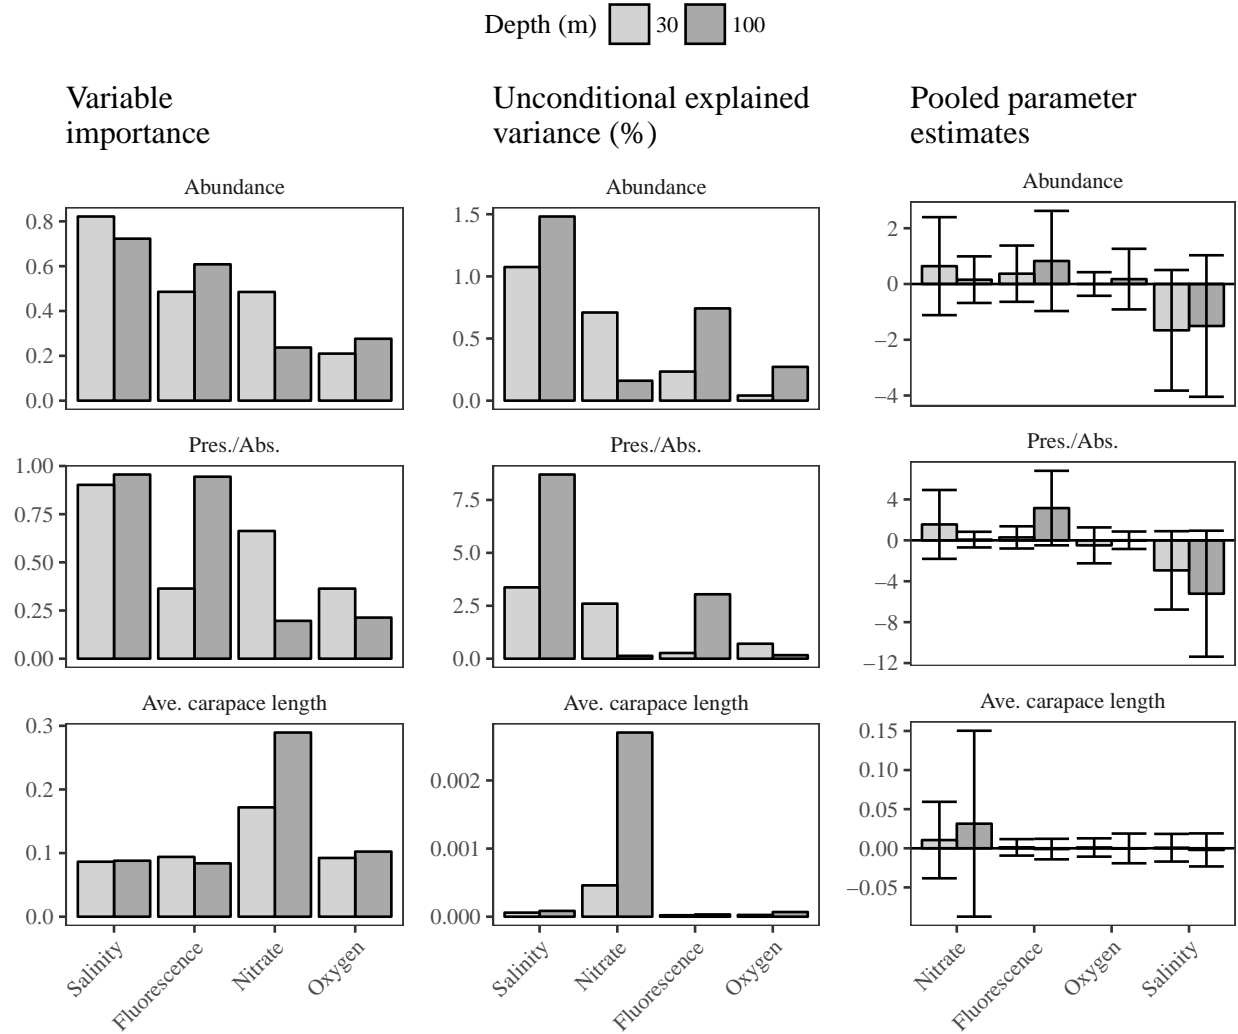 Depth (m) 30 100
Variable
importance
Unconditional explained
variance (%)
Pooled parameter
estimates
Abundance
0.8
0.6
0.4
0.2
0.0
Abundance
1.5
1.0
0.5
0.0
Abundance
2
0
−2
−4
Pres./Abs.
1.00
0.75
0.50
0.25
0.00
Pres./Abs.
7.5
5.0
2.5
0.0
Pres./Abs.
4
0
−4
−8
−12
Ave. carapace length
0.3
0.2
0.1
0.0
Ave. carapace length
0.002
0.001
0.000
Ave. carapace length
0.15
0.10
0.05
0.00
−0.05
Salinity
Fluorescence
Nitrate
Oxygen
Salinity
Nitrate
Fluorescence
Oxygen
Nitrate
Fluorescence
Oxygen
Salinity